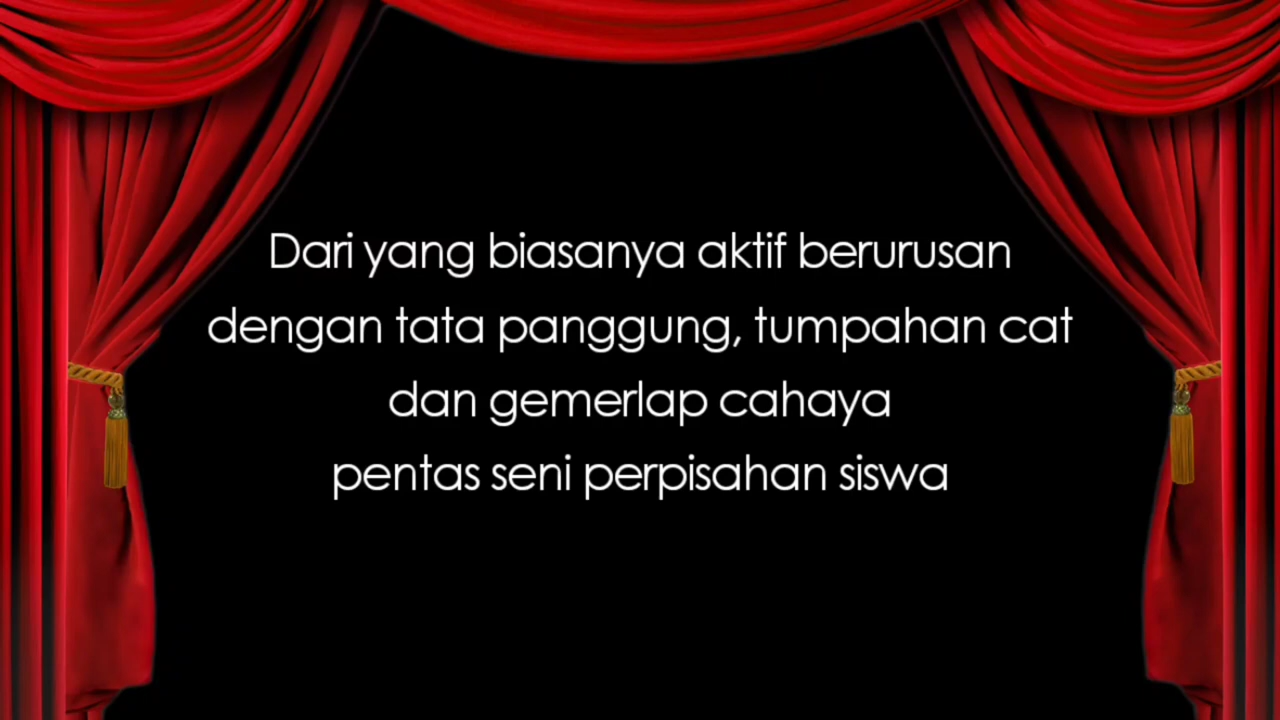 Dari yang biasanya aktif berurusan
dengan tata panggung, tumpahan cat
dan gemerlap cahaya
pentas seni perpisahan siswa